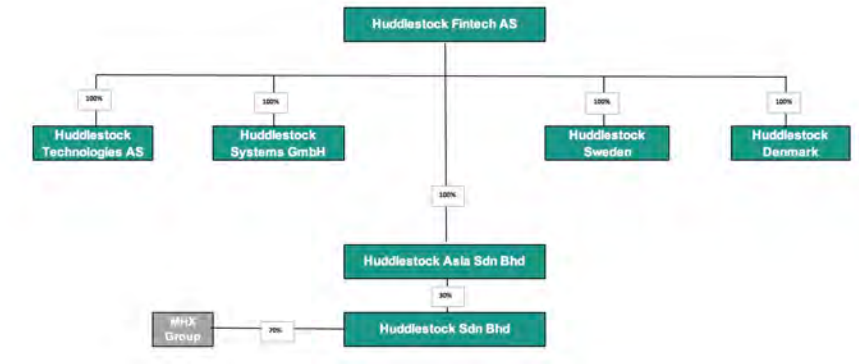 Huddlestock Fintech AS
100%
100%
100%
100%
Huddlestock
Technologies AS
Huddlestock
Systems GmbH
Huddlestock
Sweden
Huddlestock
Denmark
100%
Huddlestock Asia Sdn Bhd
30%
MHX
Group
70%
Huddlestock Sdn Bhd